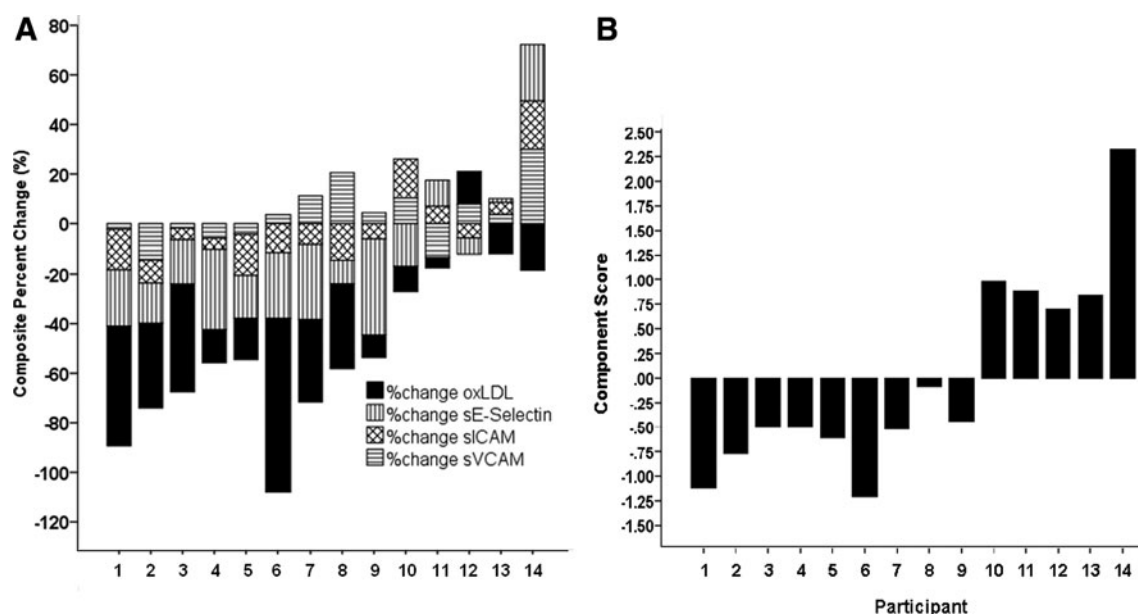 A
Composite Percent Change (%)
80
60
40
20
0
-20
-40
-60
-80
-100
-120
%change oxLDL
%change sE-Selectin
%change sICAM
%change sVCAM
1 2 3 4 5 6 7 8 9 10 11 12 13 14
B
Component Score
2.50
2.25
2.00
1.75
1.50
1.25
1.00
.75
.50
.25
.00
-.25
-.50
-.75
-1.00
-1.25
-1.50
1 2 3 4 5 6 7 8 9 10 11 12 13 14
Participant